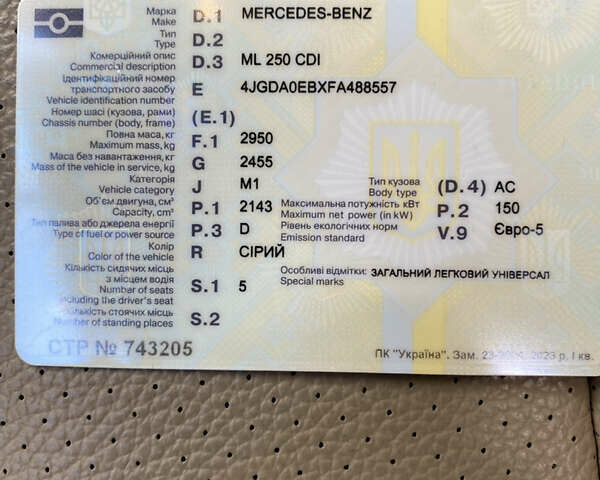 Марка D.1 MERCEDES-BENZ
Make
Тип D.2
Type
Комерційний опис D.3 ML 250 CDI
Commercial description
Ідентифікаційний номер
транспортного засобу E 4JGDA0EBXFA488557
Vehicle identification number
Номер шасі (кузова, рами) (E.1)
Chassis number (body, frame)
Повна маса, кг F.1 2950
Maximum mass, kg
Маса без навантаження, кг G 2455
Mass of the vehicle in service, kg
Категорія J M1 Тип кузова (D.4) AC
Vehicle category Body type
Об'єм двигуна, см³ P.1 2143 Максимальна потужність кВт P.2 150
Capacity, cm³ Maximum net power (in kW)
Тип палива або джерела енергії P.3 D Рівень екологічних норм V.9 Євро-5
Type of fuel or power source Emission standard
Колір R СІРИЙ
Color of the vehicle
Кількість сидячих місць Особливі відмітки: ЗАГАЛЬНИЙ ЛЕГКОВИЙ УНІВЕРСАЛ
з місцем водія S.1 5 Special marks
Number of seats
including the driver's seat
Кількість стоячих місць S.2
Number of standing places
СТР № 743205
ПК "Україна". Зам. 2023 р. I кв.